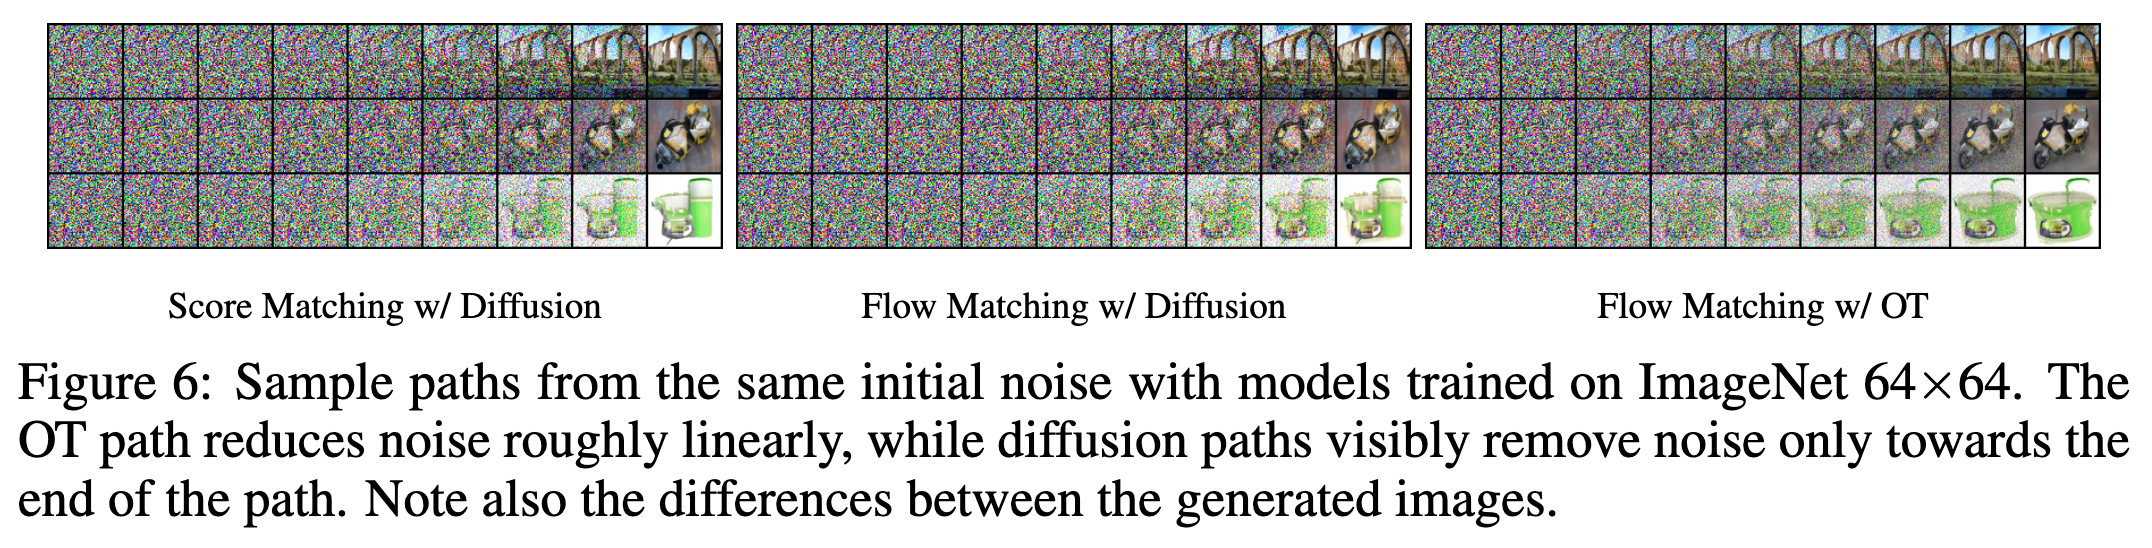 Score Matching w/ Diffusion
Flow Matching w/ Diffusion
Flow Matching w/ OT
Figure 6: Sample paths from the same initial noise with models trained on ImageNet 64×64. The
OT path reduces noise roughly linearly, while diffusion paths visibly remove noise only towards the
end of the path. Note also the differences between the generated images.